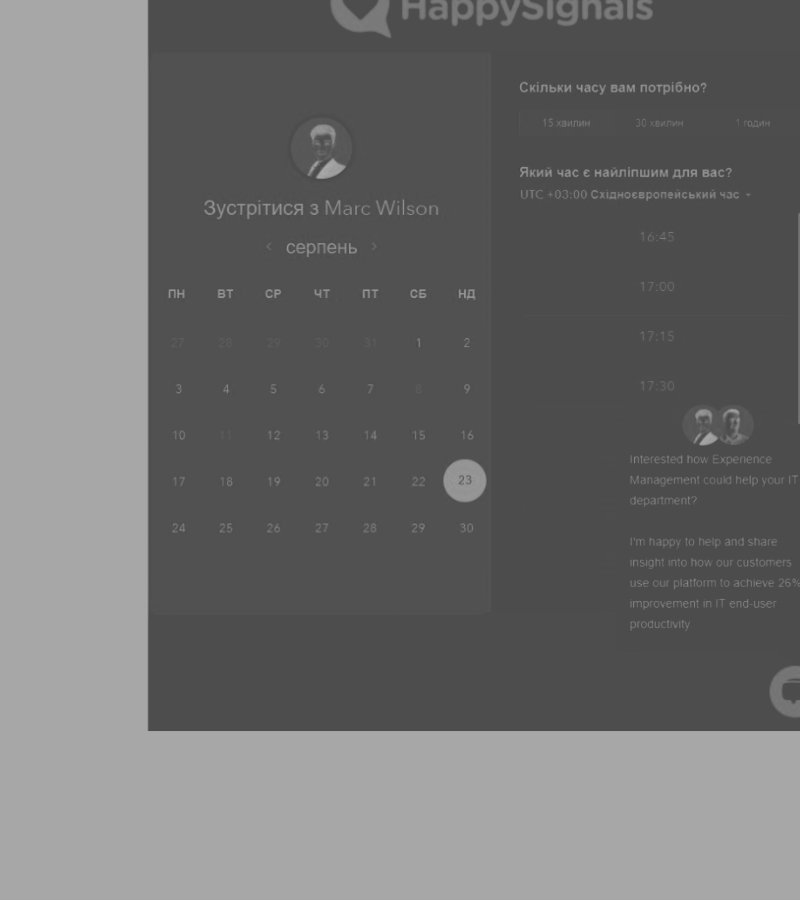 HappySignals
Зустрітися з Marc Wilson
серпень
ПН ВТ СР ЧТ ПТ СБ НД
27 28 29 30 31 1 2
3 4 5 6 7 8 9
10 11 12 13 14 15 16
17 18 19 20 21 22 23
24 25 26 27 28 29 30
Скільки часу вам потрібно?
15 хвилин 30 хвилин 1 годин
Який час є найліпшим для вас?
UTC +03:00 Східноєвропейський час
16:45
17:00
17:15
17:30
Interested how Experience
Management could help your IT
department?
I'm happy to help and share
insight into how our customers
use our platform to achieve 26%
improvement in IT end-user
productivity